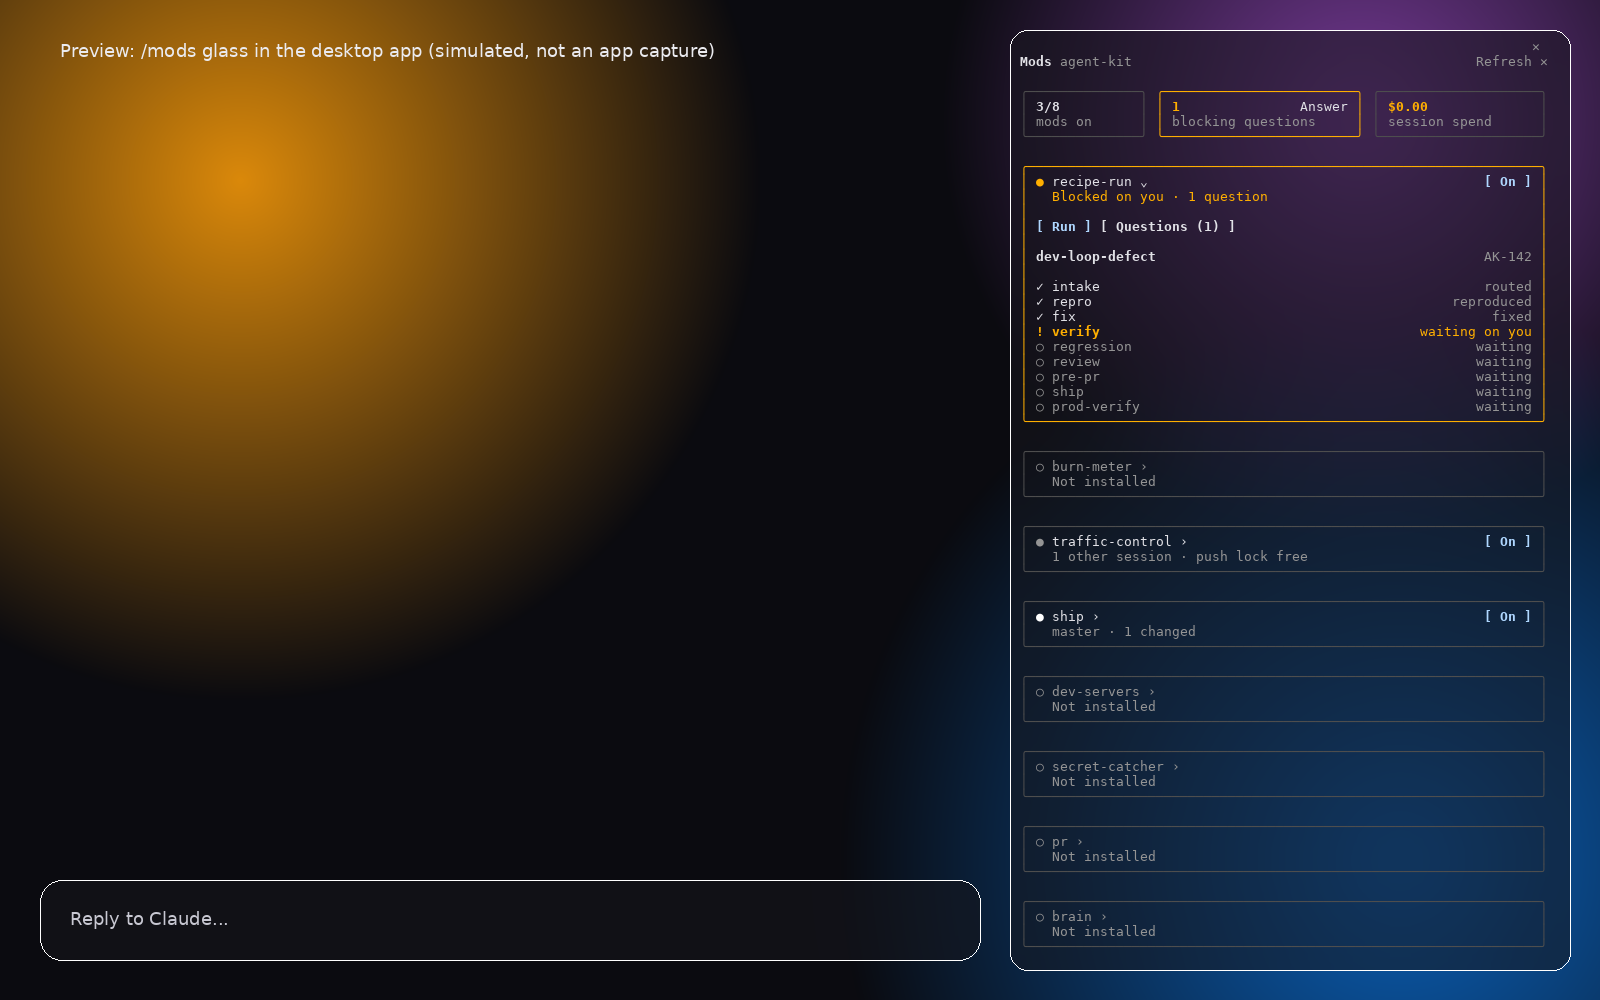 Preview: /mods glass in the desktop app (simulated, not an app capture)
×
Mods agent-kit Refresh ×
3/8 1 Answer $0.00
mods on blocking questions session spend
● recipe-run ⌄ [ On ]
Blocked on you · 1 question
[ Run ] [ Questions (1) ]
dev-loop-defect AK-142
✓ intake routed
✓ repro reproduced
✓ fix fixed
! verify waiting on you
○ regression waiting
○ review waiting
○ pre-pr waiting
○ ship waiting
○ prod-verify waiting
○ burn-meter ›
Not installed
● traffic-control › [ On ]
1 other session · push lock free
● ship › [ On ]
master · 1 changed
○ dev-servers ›
Not installed
○ secret-catcher ›
Not installed
○ pr ›
Not installed
○ brain ›
Not installed
Reply to Claude...